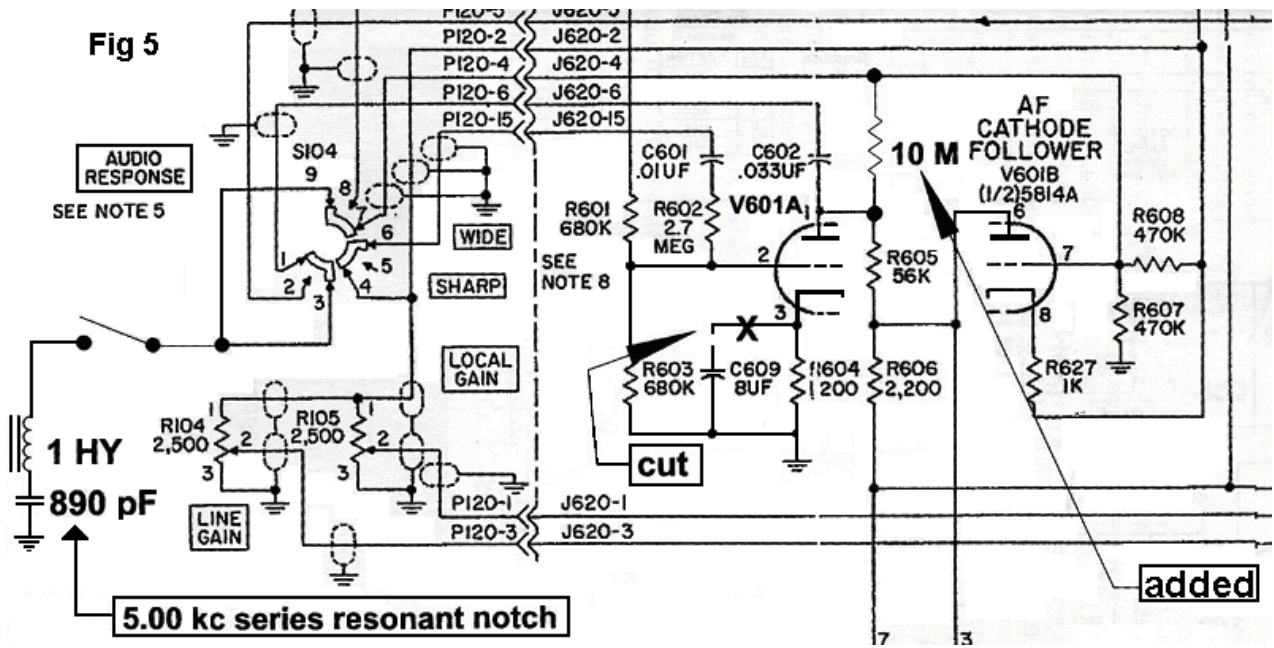 Fig 5
P120-5 J620-5
P120-2 J620-2
P120-4 J620-4
P120-6 J620-6
P120-15 J620-15
AUDIO
RESPONSE
SEE NOTE 5
S104
9
8
7
6
5
4
3
2
1
WIDE
SHARP
SEE
NOTE 8
C601
.01UF
C602
.033UF
R601
680K
R602
2.7
MEG
V601A
1
2
3
10 M
AF
CATHODE
FOLLOWER
V601B
(1/2)5814A
6
7
8
R608
470K
R605
56K
R607
470K
X
LOCAL
GAIN
R603
680K
C609
8UF
R604
1,200
R606
2,200
R627
1K
R104
2,500
1
2
3
R105
2,500
1
2
3
cut
1 HY
890 pF
LINE
GAIN
P120-1 J620-1
P120-3 J620-3
added
5.00 kc series resonant notch
7
3